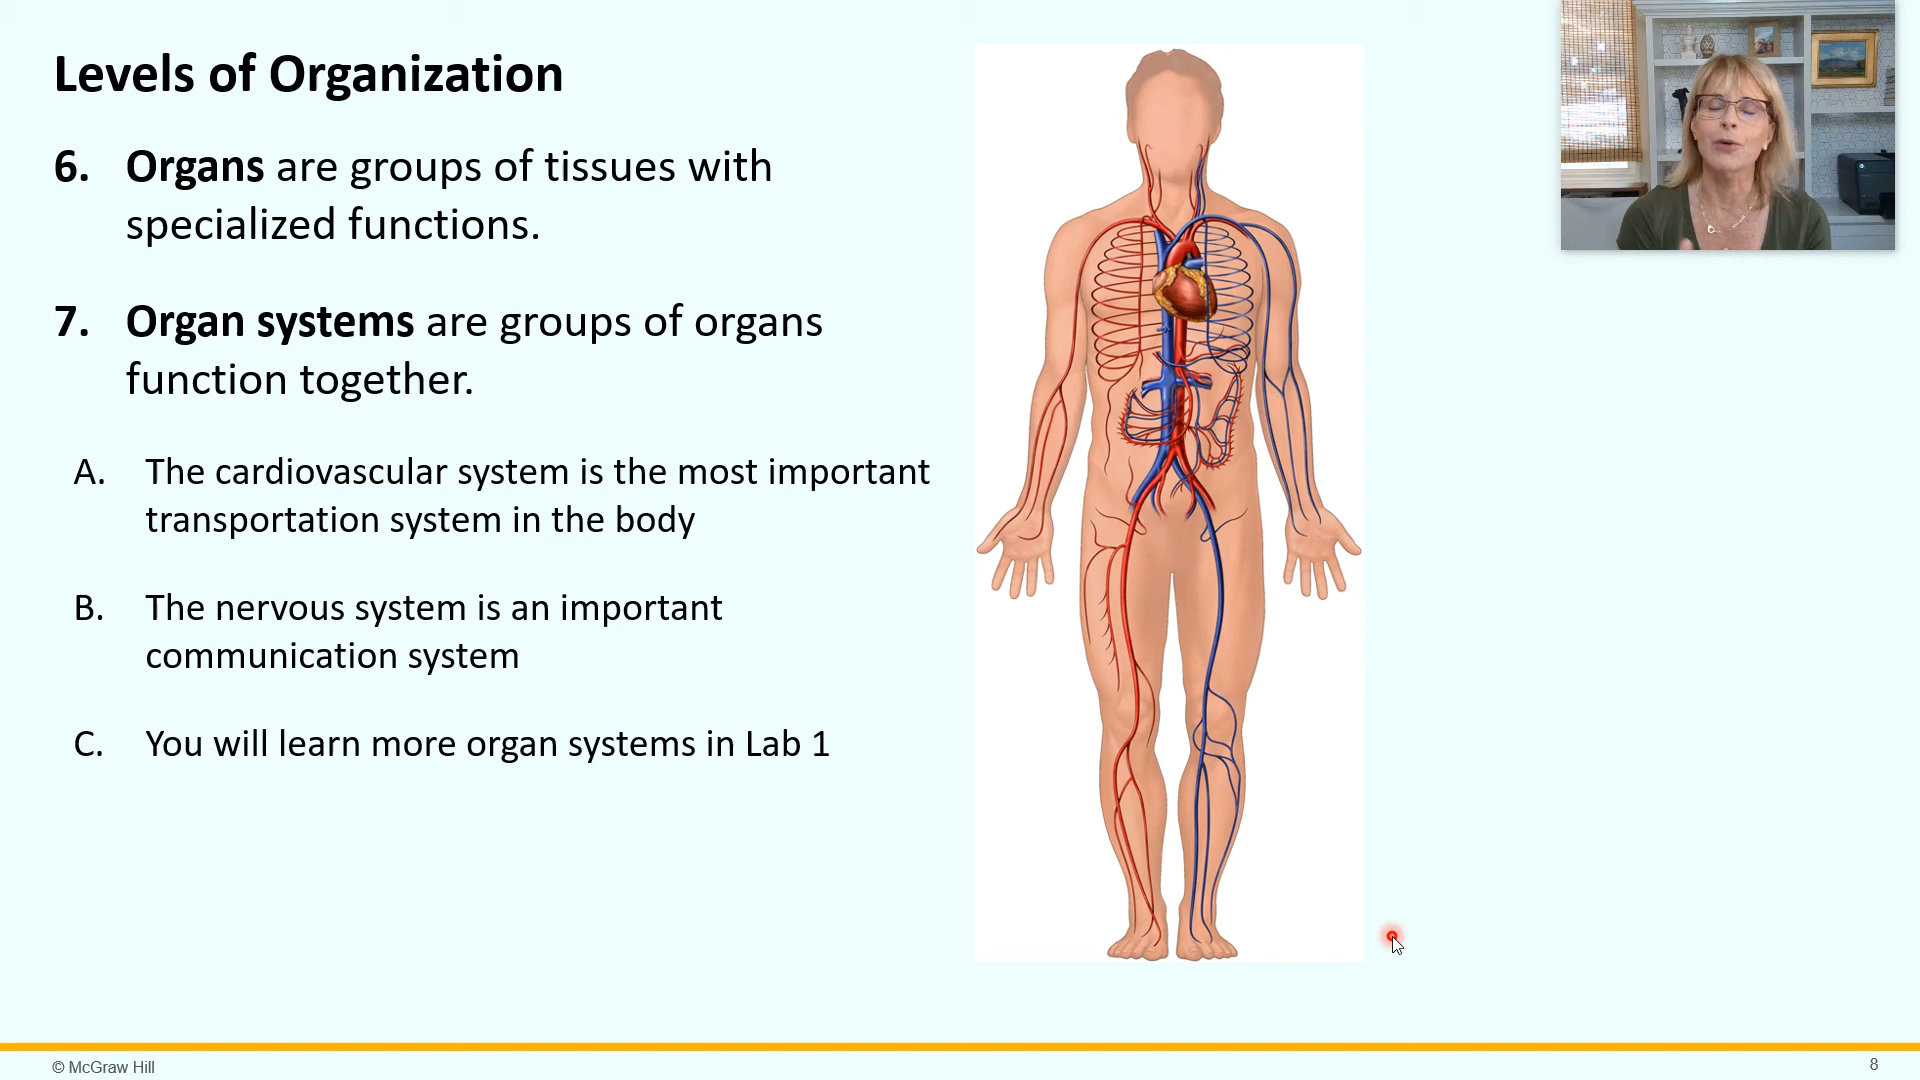 Levels of Organization
6. Organs are groups of tissues with
specialized functions.
7. Organ systems are groups of organs
function together.
A. The cardiovascular system is the most important
transportation system in the body
B. The nervous system is an important
communication system
C. You will learn more organ systems in Lab 1
© McGraw Hill
8